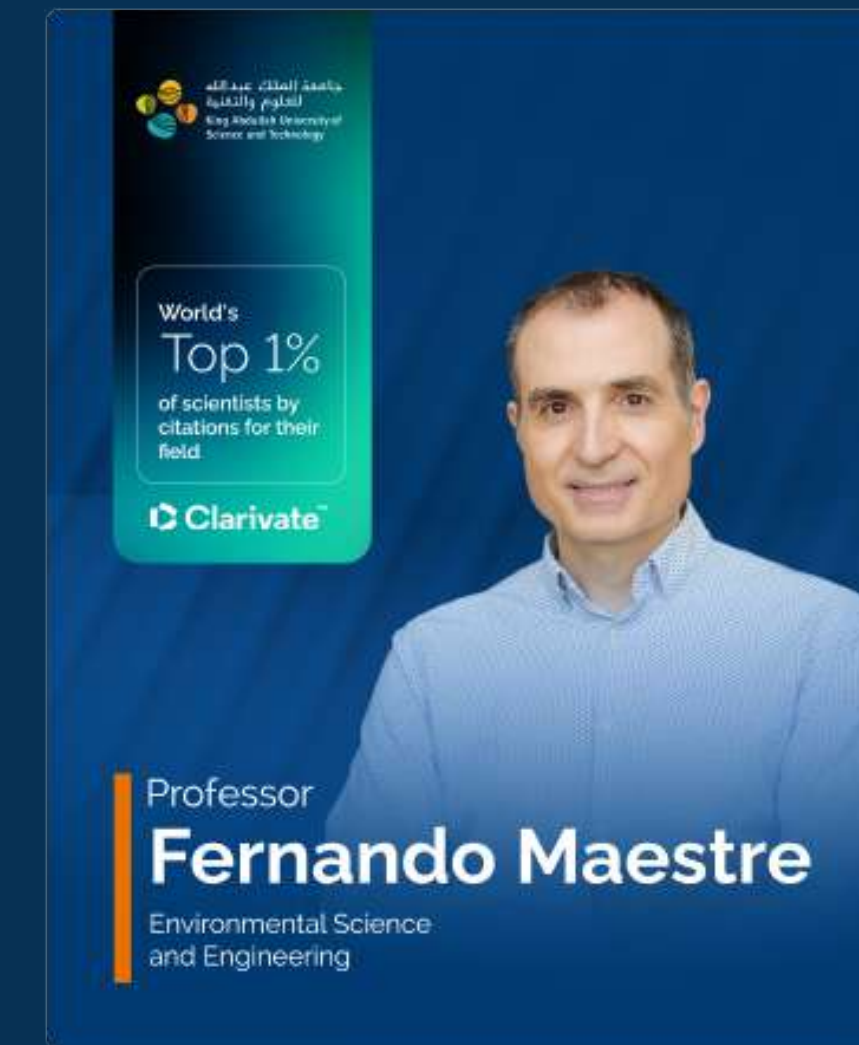 جامعة الملك عبدالله
للعلوم والتقنية
King Abdullah University of
Science and Technology
World's
Top 1%
of scientists by
citations for their
field
Clarivate™
Professor
Fernando Maestre
Environmental Science
and Engineering